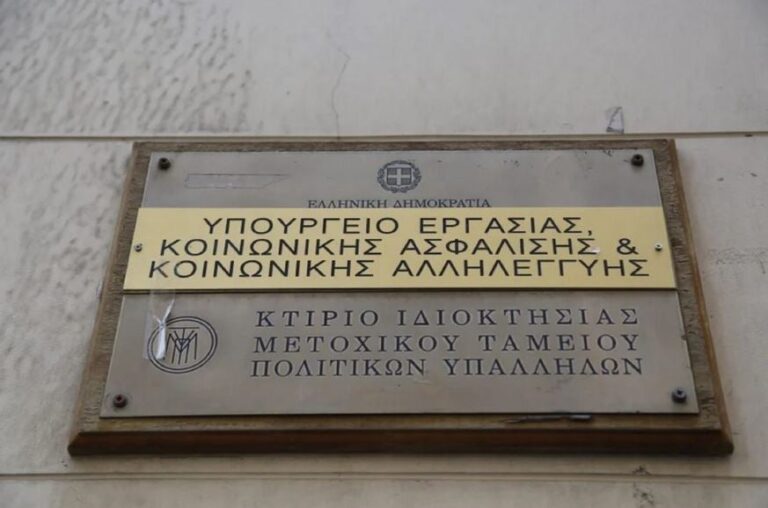 ΕΛΛΗΝΙΚΗ ΔΗΜΟΚΡΑΤΙΑ
ΥΠΟΥΡΓΕΙΟ ΕΡΓΑΣΙΑΣ,
ΚΟΙΝΩΝΙΚΗΣ ΑΣΦΑΛΙΣΗΣ &
ΚΟΙΝΩΝΙΚΗΣ ΑΛΛΗΛΕΓΓΥΗΣ
ΚΤΙΡΙΟ ΙΔΙΟΚΤΗΣΙΑΣ
ΜΕΤΟΧΙΚΟΥ ΤΑΜΕΙΟΥ
ΠΟΛΙΤΙΚΩΝ ΥΠΑΛΛΗΛΩΝ